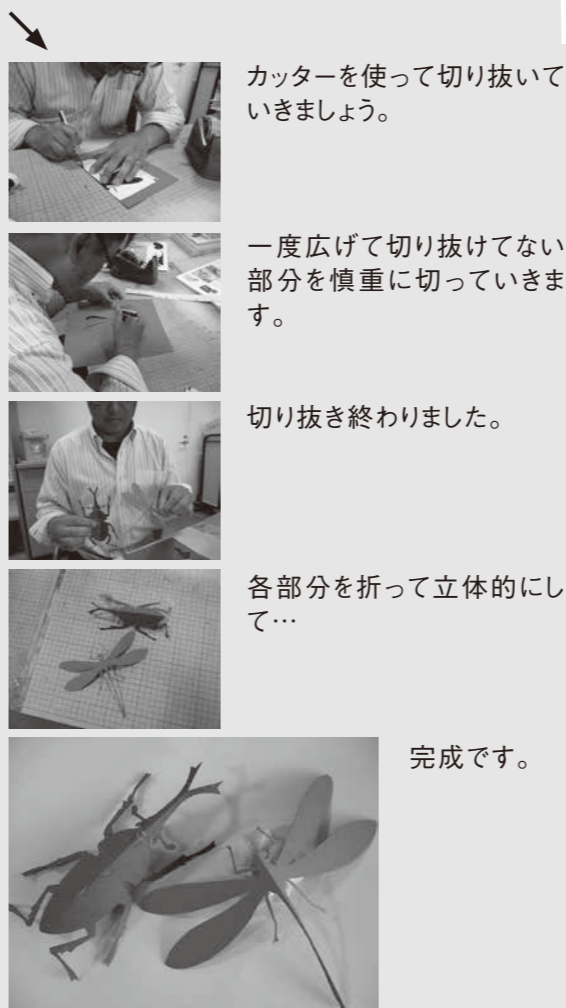 カッターを使って切り抜いて
いきましょう。
一度広げて切り抜けてない
部分を慎重に切っていきま
す。
切り抜き終わりました。
各部分を折って立体的にし
て…
完成です。